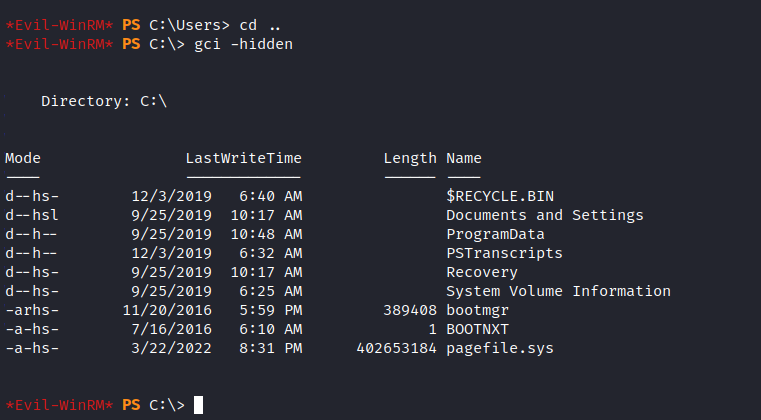 *Evil-WinRM* PS C:\Users> cd ..
*Evil-WinRM* PS C:\> gci -hidden
Directory: C:\
Mode LastWriteTime Length Name
---- ------------- ------ ----
d--hs- 12/3/2019 6:40 AM $RECYCLE.BIN
d--hsl 9/25/2019 10:17 AM Documents and Settings
d--h-- 9/25/2019 10:48 AM ProgramData
d--h-- 12/3/2019 6:32 AM PSTranscripts
d--hs- 9/25/2019 10:17 AM Recovery
d--hs- 9/25/2019 6:25 AM System Volume Information
-arhs- 11/20/2016 5:59 PM 389408 bootmgr
-a-hs- 7/16/2016 6:10 AM 1 BOOTNXT
-a-hs- 3/22/2022 8:31 PM 402653184 pagefile.sys
*Evil-WinRM* PS C:\>